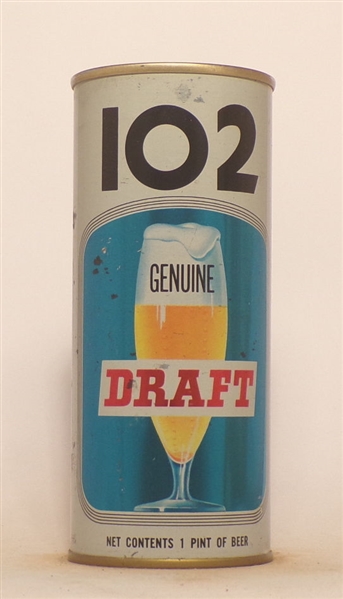 102
GENUINE
DRAFT
NET CONTENTS 1 PINT OF BEER